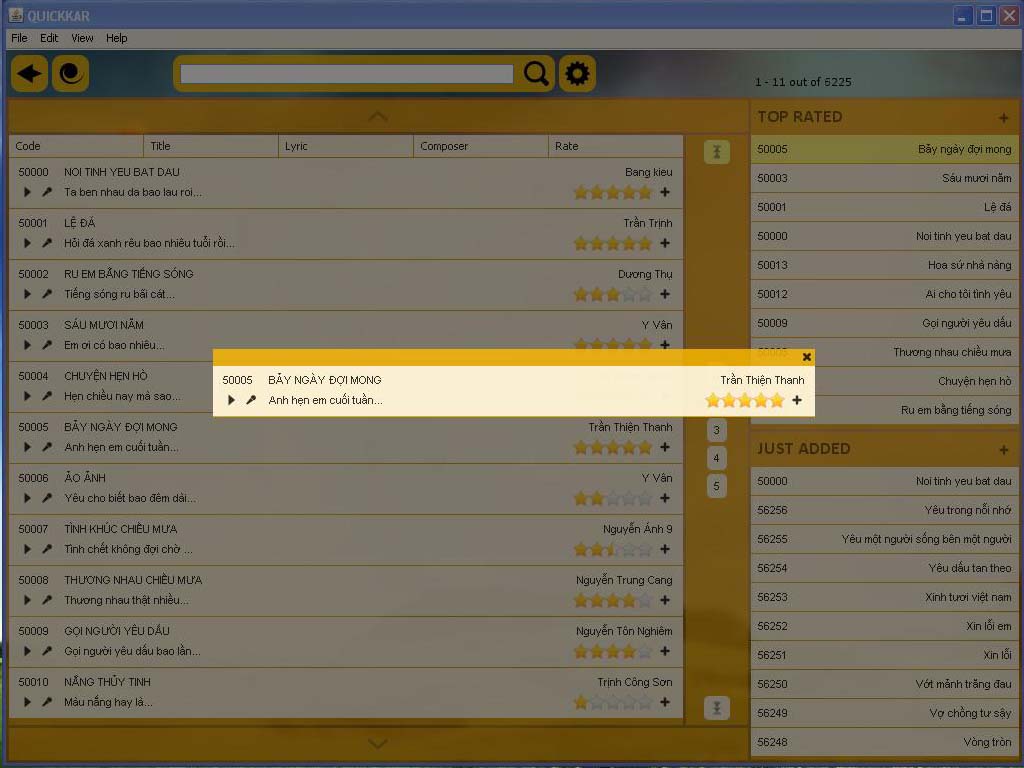 QUICKKAR
File Edit View Help
1 - 11 out of 6225
Code Title Lyric Composer Rate
50000 NOI TINH YEU BAT DAU Bang kieu
Ta ben nhau da bao lau roi...
50001 LỆ ĐÁ Trần Trịnh
Hỏi đá xanh rêu bao nhiêu tuổi rồi...
50002 RU EM BẰNG TIẾNG SÓNG Dương Thụ
Tiếng sóng ru bãi cát...
50003 SÁU MƯƠI NĂM Y Vân
Em ơi có bao nhiêu...
50004 CHUYỆN HẸN HÒ
Hẹn chiều nay mà sao...
50005 BẢY NGÀY ĐỢI MONG Trần Thiện Thanh
Anh hẹn em cuối tuần...
50005 BẢY NGÀY ĐỢI MONG Trần Thiện Thanh
Anh hẹn em cuối tuần...
50006 ẢO ẢNH Y Vân
Yêu cho biết bao đêm dài...
50007 TÌNH KHÚC CHIỀU MƯA Nguyễn Ánh 9
Tình chết không đợi chờ ...
50008 THƯƠNG NHAU CHIỀU MƯA Nguyễn Trung Cang
Thương nhau thật nhiều...
50009 GỌI NGƯỜI YÊU DẤU Nguyễn Tôn Nghiêm
Gọi người yêu dấu bao lần...
50010 NẮNG THỦY TINH Trịnh Công Sơn
Màu nắng hay là...
3
4
5
TOP RATED +
50005 Bảy ngày đợi mong
50003 Sáu mươi năm
50001 Lệ đá
50000 Noi tinh yeu bat dau
50013 Hoa sứ nhà nàng
50012 Ai cho tôi tình yêu
50009 Gọi người yêu dấu
50008 Thương nhau chiều mưa
Chuyện hẹn hò
Ru em bằng tiếng sóng
JUST ADDED +
50000 Noi tinh yeu bat dau
56256 Yêu trong nỗi nhớ
56255 Yêu một người sống bên một người
56254 Yêu dấu tan theo
56253 Xinh tươi việt nam
56252 Xin lỗi em
56251 Xin lỗi
56250 Vớt mảnh trăng đau
56249 Vợ chồng tư sậy
56248 Vòng tròn